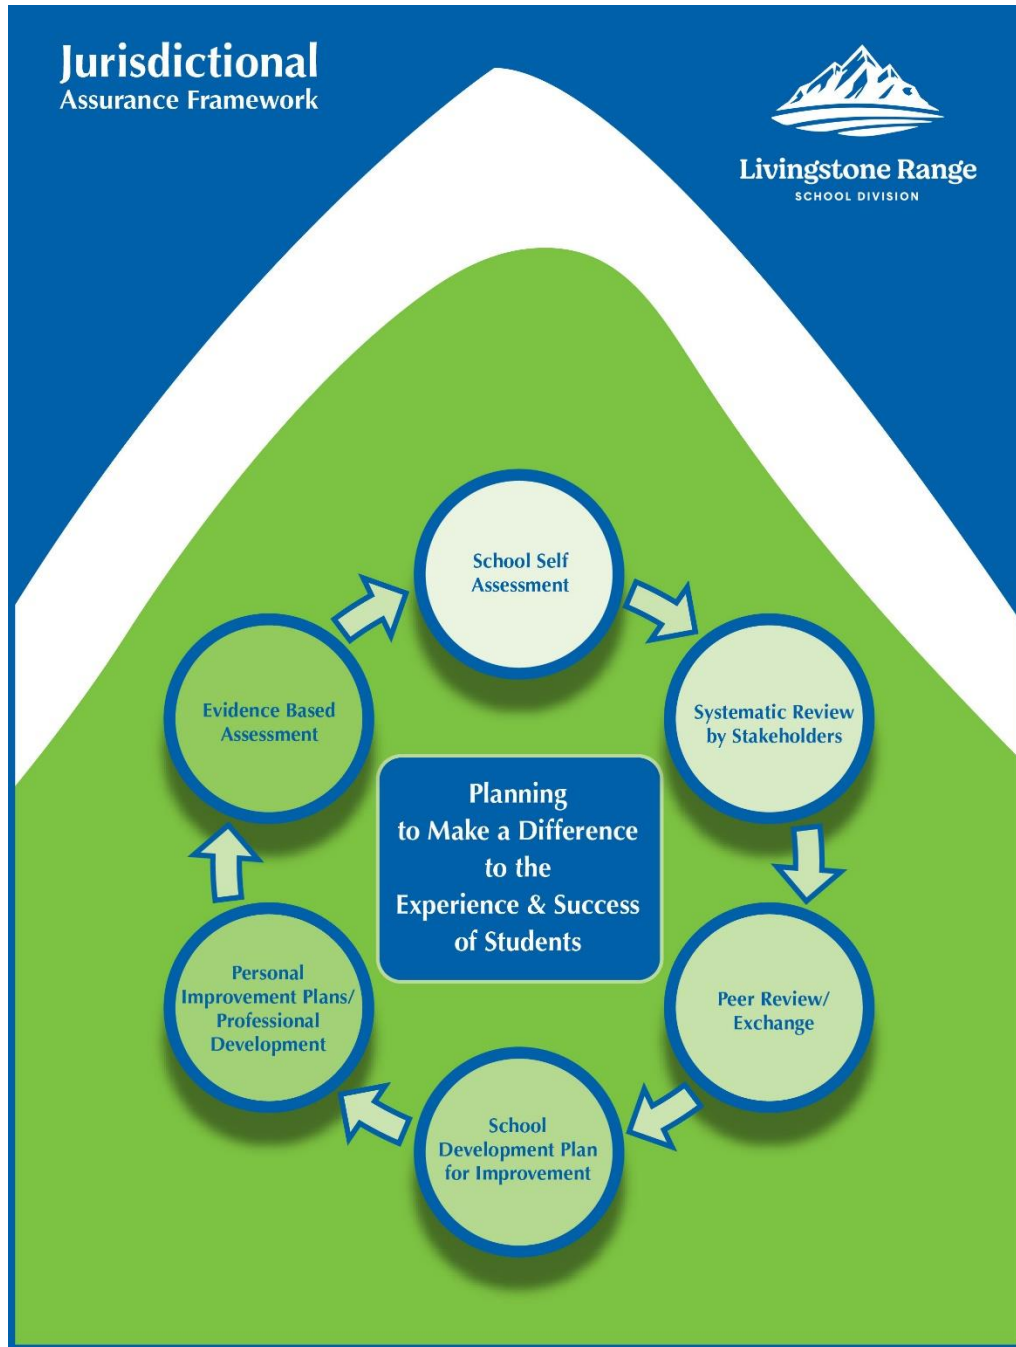 Jurisdictional
Assurance Framework
Livingstone Range
SCHOOL DIVISION
School Self
Assessment
Systematic Review
by Stakeholders
Peer Review/
Exchange
School
Development Plan
for Improvement
Personal
Improvement Plans/
Professional
Development
Evidence Based
Assessment
Planning
to Make a Difference
to the
Experience & Success
of Students